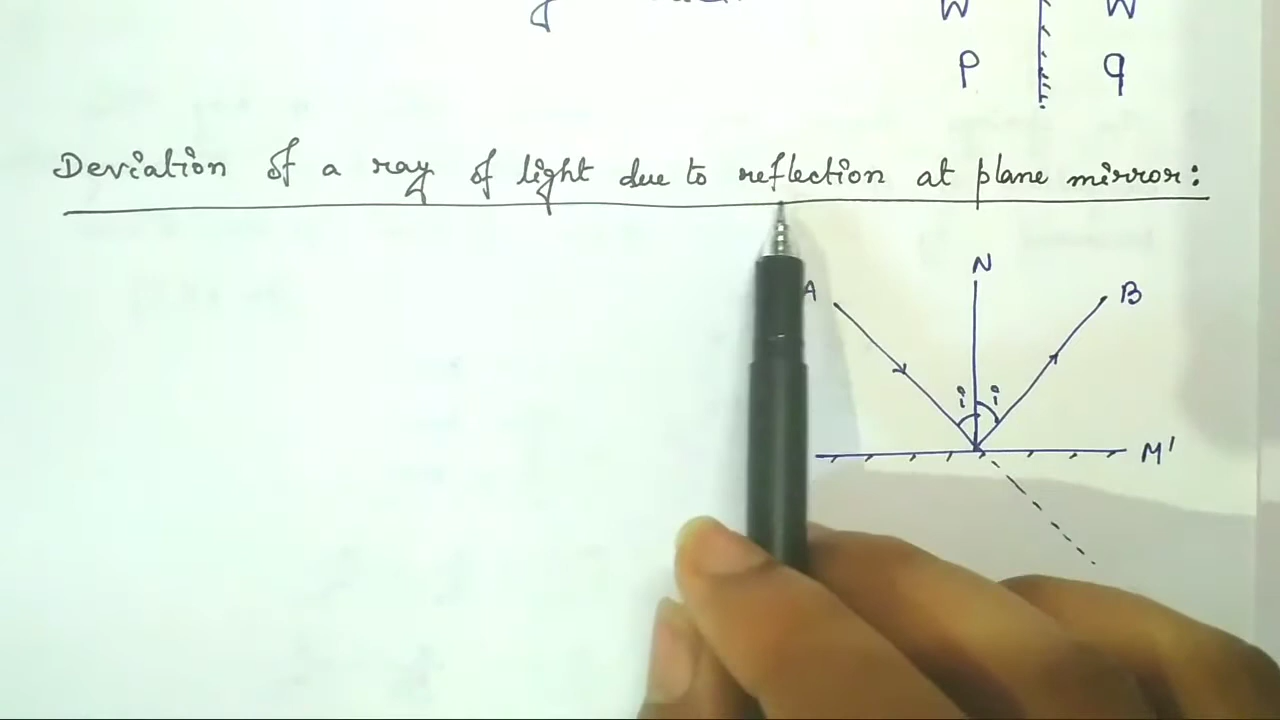 W W
P q
Deviation of a ray of light due to reflection at plane mirror:
N
A B
i i
M'